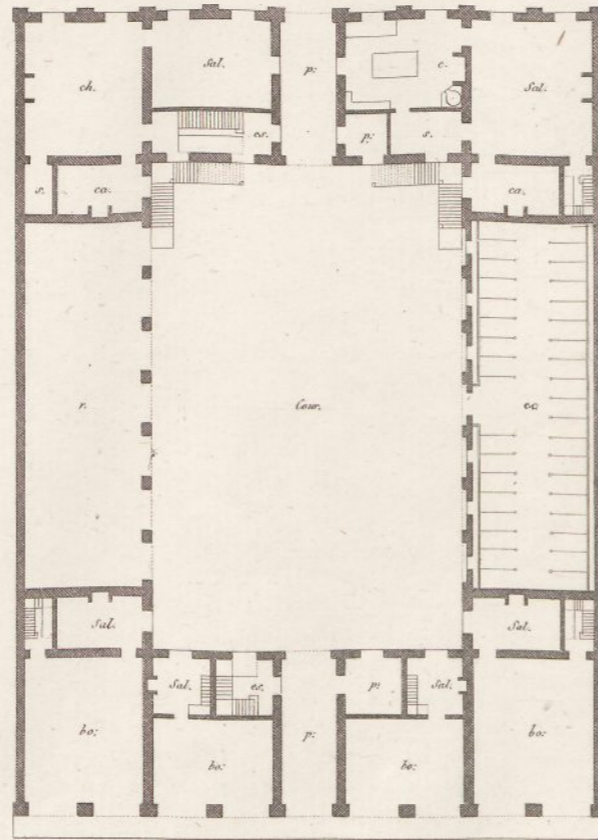 Sal.
p:
c.
ch.
Sal.
es.
p:
s.
s.
ca.
ca.
r.
Cour.
ec.
Sal.
Sal.
Sal.
es.
p:
Sal.
bo:
bo:
p:
bo:
bo: